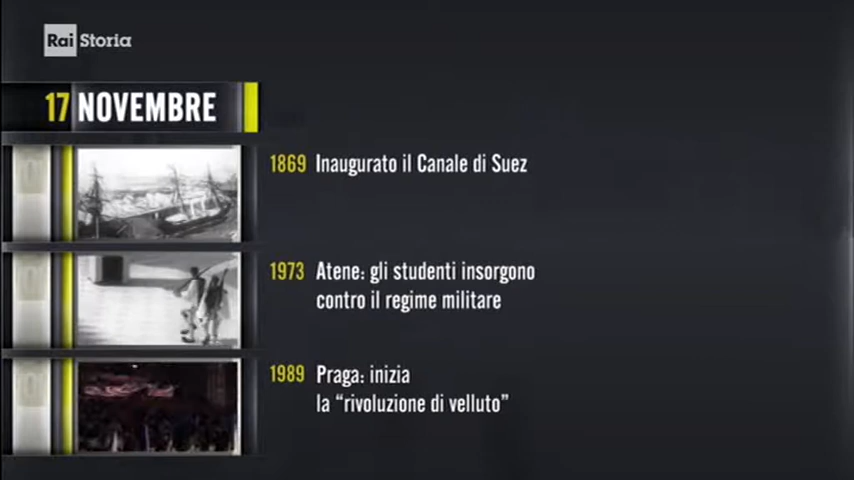 Rai Storia
17 NOVEMBRE
1869 Inaugurato il Canale di Suez
1973 Atene: gli studenti insorgono
contro il regime militare
1989 Praga: inizia
la “rivoluzione di velluto”